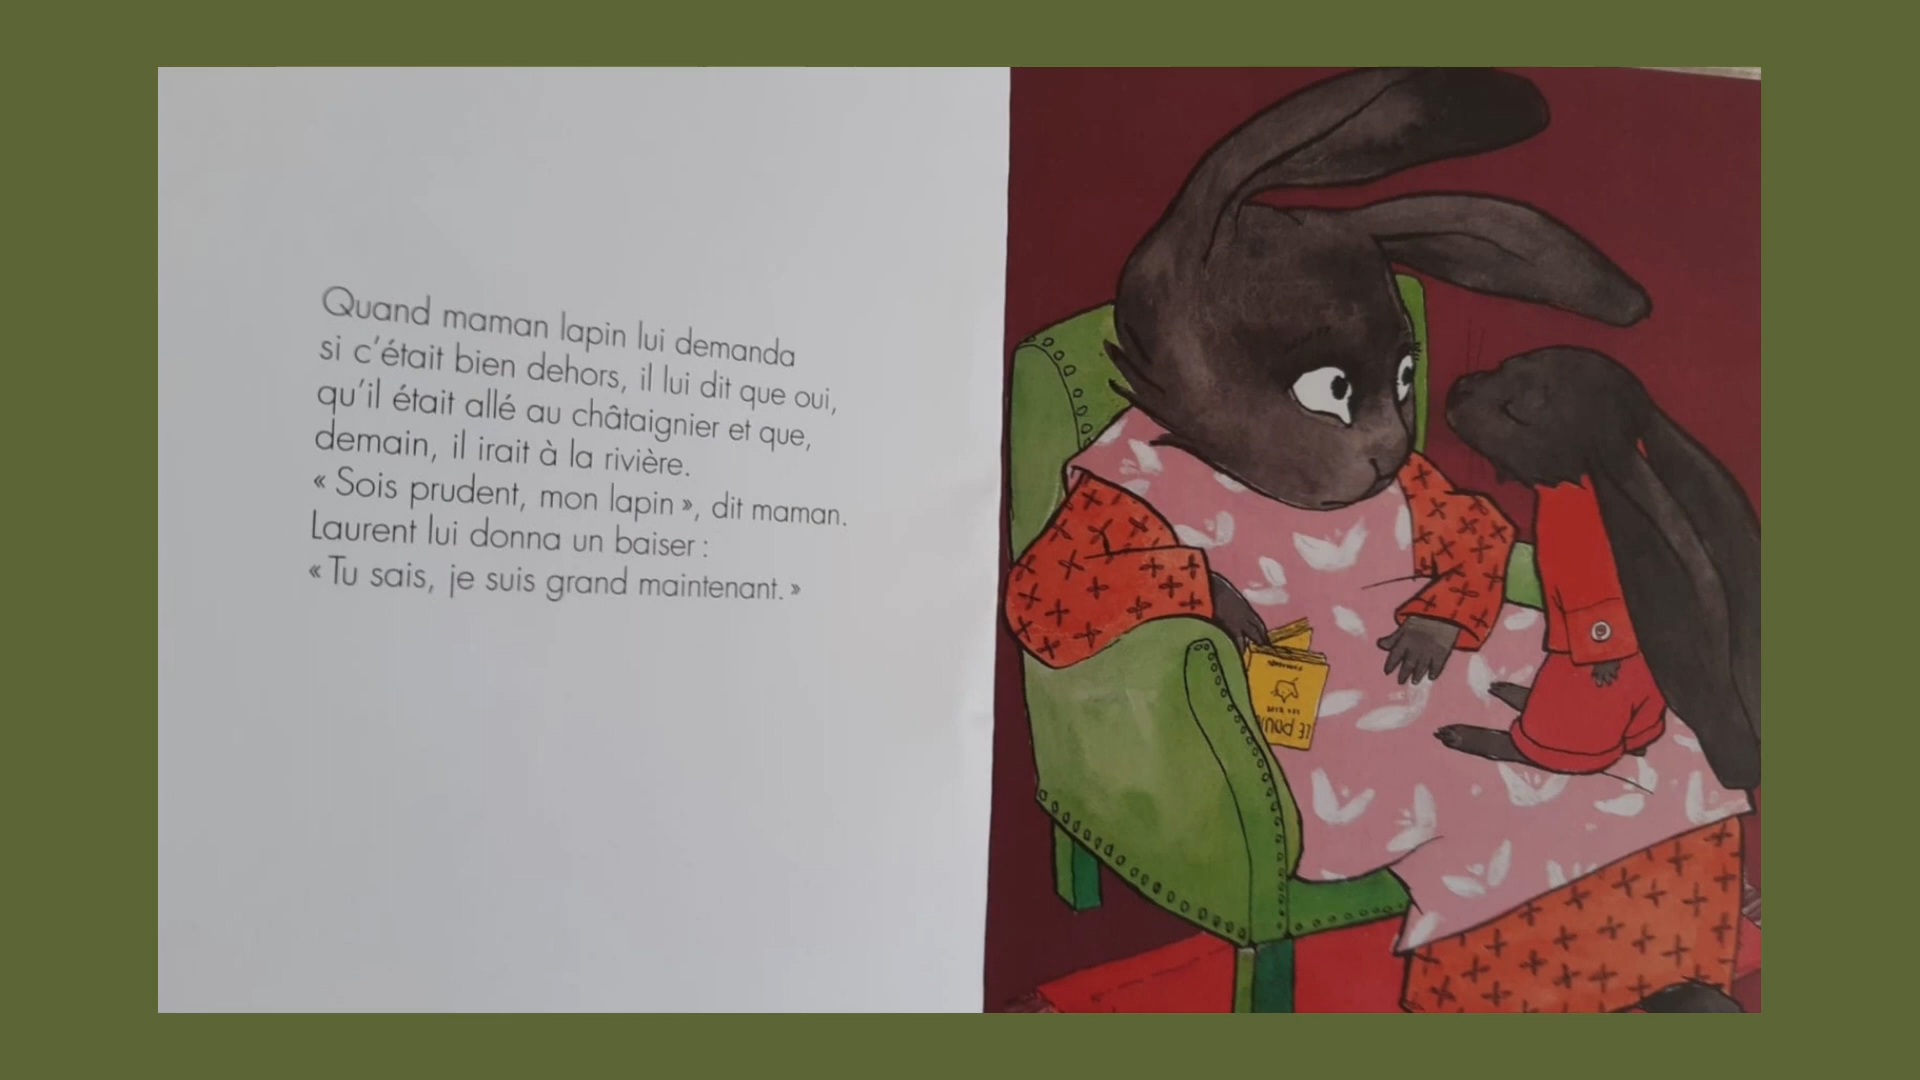 Quand maman lapin lui demanda
si c'était bien dehors, il lui dit que oui,
qu'il était allé au châtaignier et que,
demain, il irait à la rivière.
« Sois prudent, mon lapin », dit maman.
Laurent lui donna un baiser :
« Tu sais, je suis grand maintenant. »